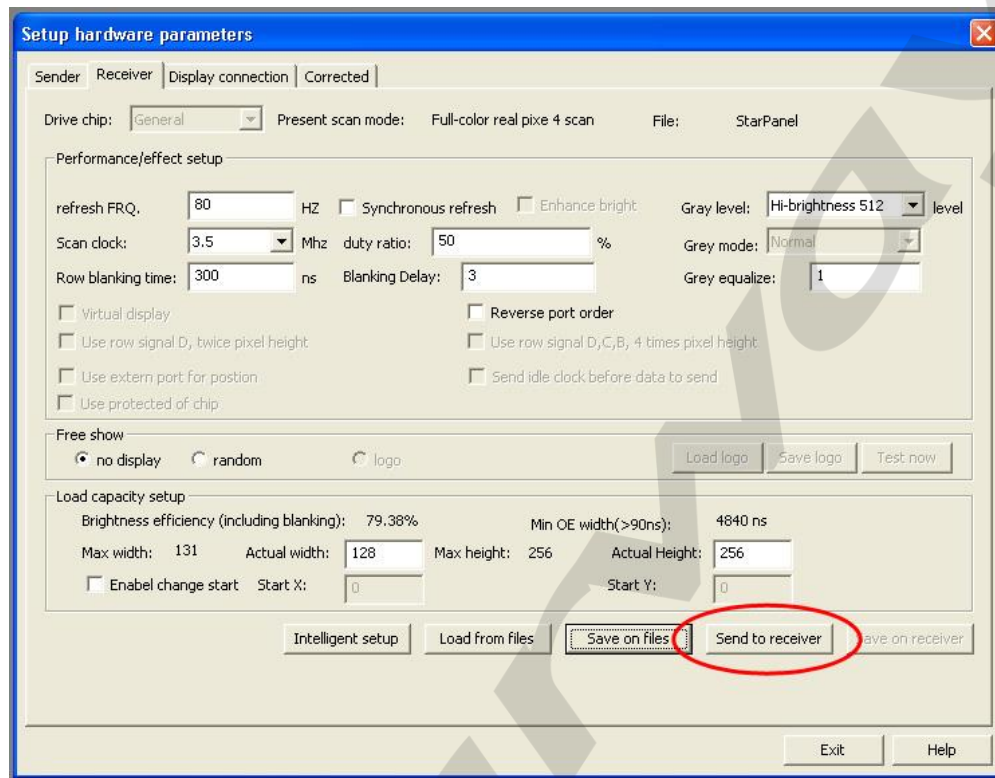 Setup hardware parameters
Sender Receiver Display connection Corrected
Drive chip: General Present scan mode: Full-color real pixe 4 scan File: StarPanel
Performance/effect setup
refresh FRQ. 80 HZ Synchronous refresh Enhance bright Gray level: Hi-brightness 512 level
Scan clock: 3.5 Mhz duty ratio: 50 % Grey mode: Normal
Row blanking time: 300 ns Blanking Delay: 3 Grey equalize: 1
Virtual display Reverse port order
Use row signal D, twice pixel height Use row signal D,C,B, 4 times pixel height
Use extern port for postion Send idle clock before data to send
Use protected of chip
Free show
no display random logo Load logo Save logo Test now
Load capacity setup
Brightness efficiency (including blanking): 79.38% Min OE width(>90ns): 4840 ns
Max width: 131 Actual width: 128 Max height: 256 Actual Height: 256
Enabel change start Start X: 0 Start Y: 0
Intelligent setup Load from files Save on files Send to receiver ave on receiver
Exit Help